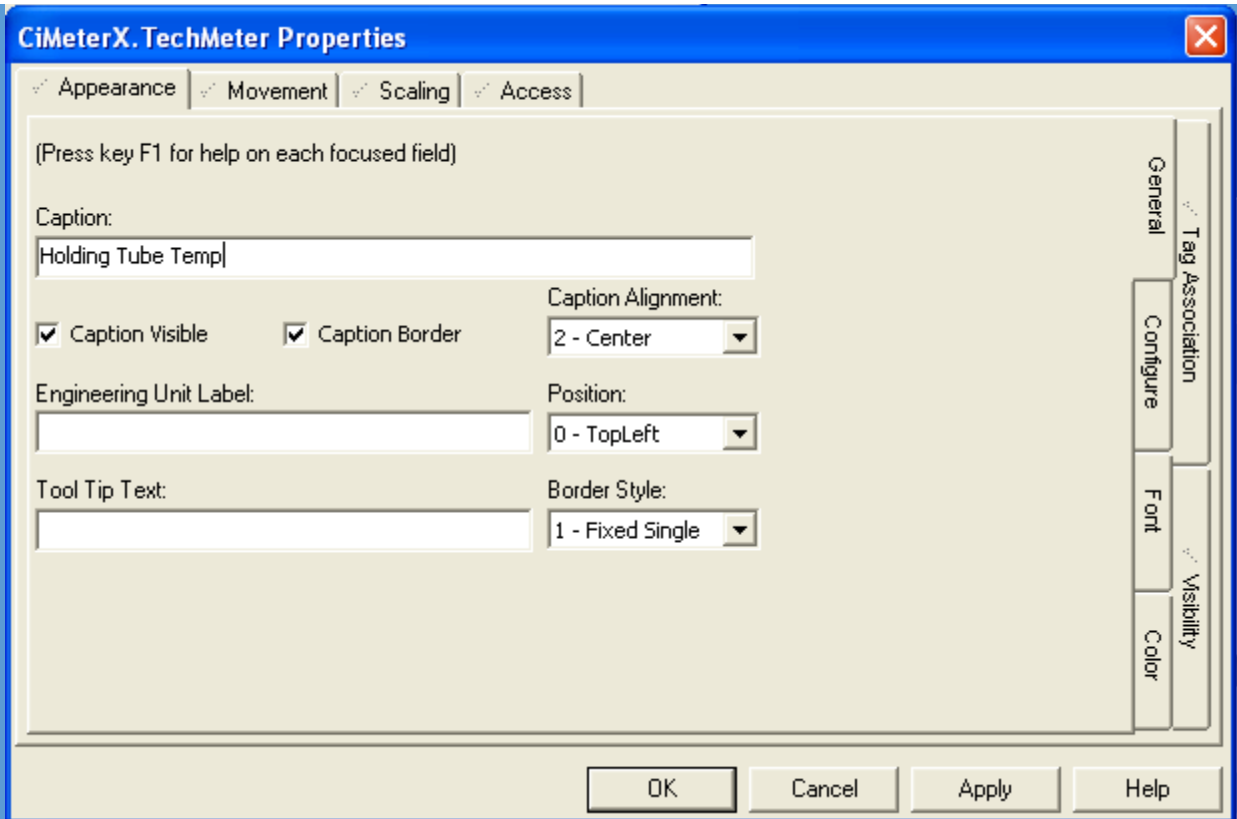 CiMeterX.TechMeter Properties
Appearance Movement Scaling Access
(Press key F1 for help on each focused field)
Caption:
Holding Tube Temp
Caption Visible Caption Border
Caption Alignment:
2 - Center
Engineering Unit Label:
Position:
0 - TopLeft
Tool Tip Text:
Border Style:
1 - Fixed Single
General
Configure
Font
Color
Tag Association
Visibility
OK Cancel Apply Help